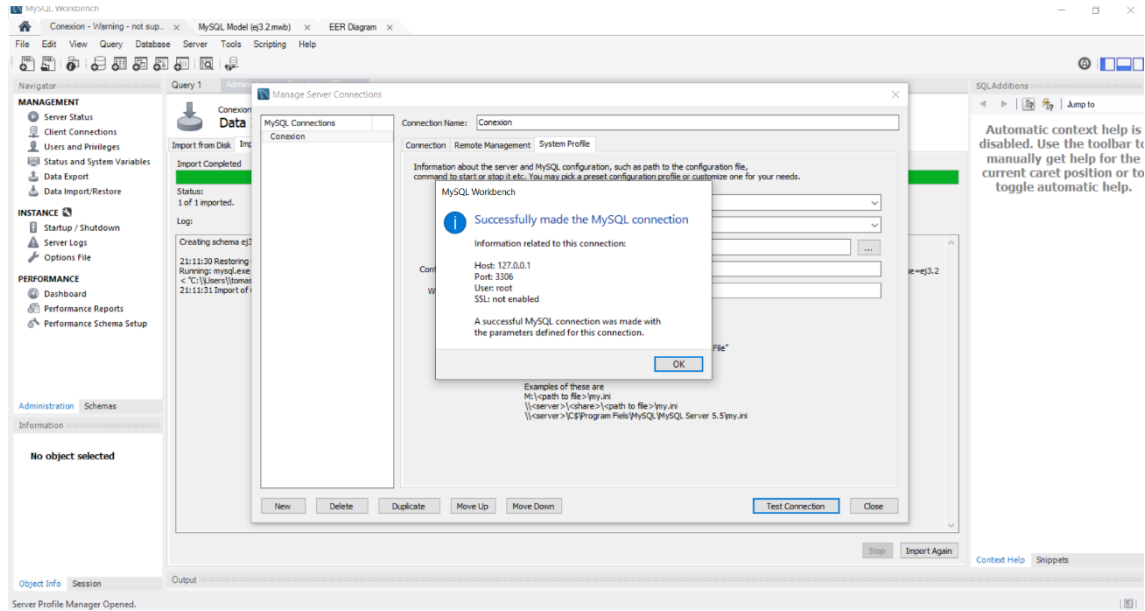 MySQL Workbench
Conexion - Warning - not sup... × MySQL Model (ej3.2.mwb) × EER Diagram ×
File Edit View Query Database Server Tools Scripting Help
Navigator
MANAGEMENT
Server Status
Client Connections
Users and Privileges
Status and System Variables
Data Export
Data Import/Restore
INSTANCE
Startup / Shutdown
Server Logs
Options File
PERFORMANCE
Dashboard
Performance Reports
Performance Schema Setup
Administration Schemas
Information
No object selected
Object Info Session
Query 1
Conexion
Data
Import from Disk
Import Completed
Status:
1 of 1 imported.
Log:
Creating schema ej3
21:11:30 Restoring
Running: mysql.exe
< "C:\\Users\\tomas
21:11:31 Import of
se=ej3.2
Stop Import Again
Output
Manage Server Connections
MySQL Connections
Conexion
Connection Name: Conexion
Connection Remote Management System Profile
Information about the server and MySQL configuration, such as path to the configuration file,
command to start or stop it etc. You may pick a preset configuration profile or customize one for your needs.
...
File"
Examples of these are
M:\<path to file>\my.ini
\\<server>\<share>\<path to file>\my.ini
\\<server>\C$\Program Fiels\MySQL\MySQL Server 5.5\my.ini
New Delete Duplicate Move Up Move Down Test Connection Close
MySQL Workbench
Successfully made the MySQL connection
Information related to this connection:
Host: 127.0.0.1
Port: 3306
User: root
SSL: not enabled
A successful MySQL connection was made with
the parameters defined for this connection.
OK
SQLAdditions
Jump to
Automatic context help is
disabled. Use the toolbar to
manually get help for the
current caret position or to
toggle automatic help.
Context Help Snippets
Server Profile Manager Opened.